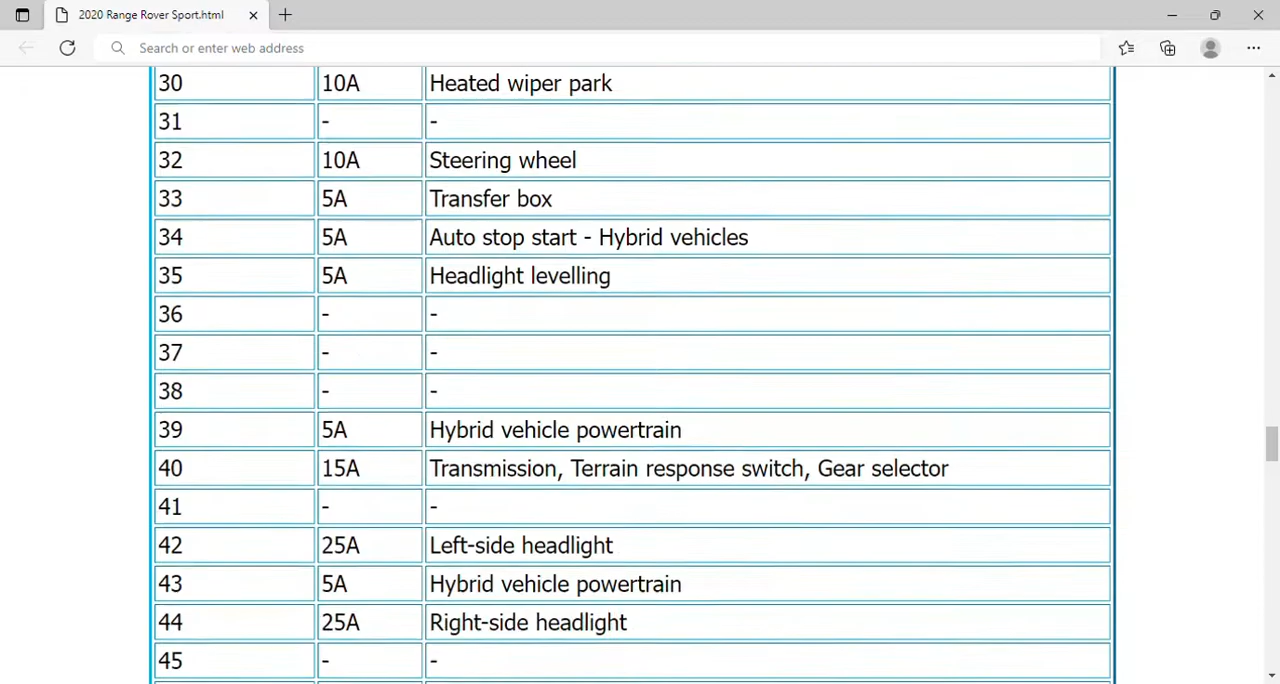 2020 Range Rover Sport.html
Search or enter web address
30 10A Heated wiper park
31 - -
32 10A Steering wheel
33 5A Transfer box
34 5A Auto stop start - Hybrid vehicles
35 5A Headlight levelling
36 - -
37 - -
38 - -
39 5A Hybrid vehicle powertrain
40 15A Transmission, Terrain response switch, Gear selector
41 - -
42 25A Left-side headlight
43 5A Hybrid vehicle powertrain
44 25A Right-side headlight
45 - -